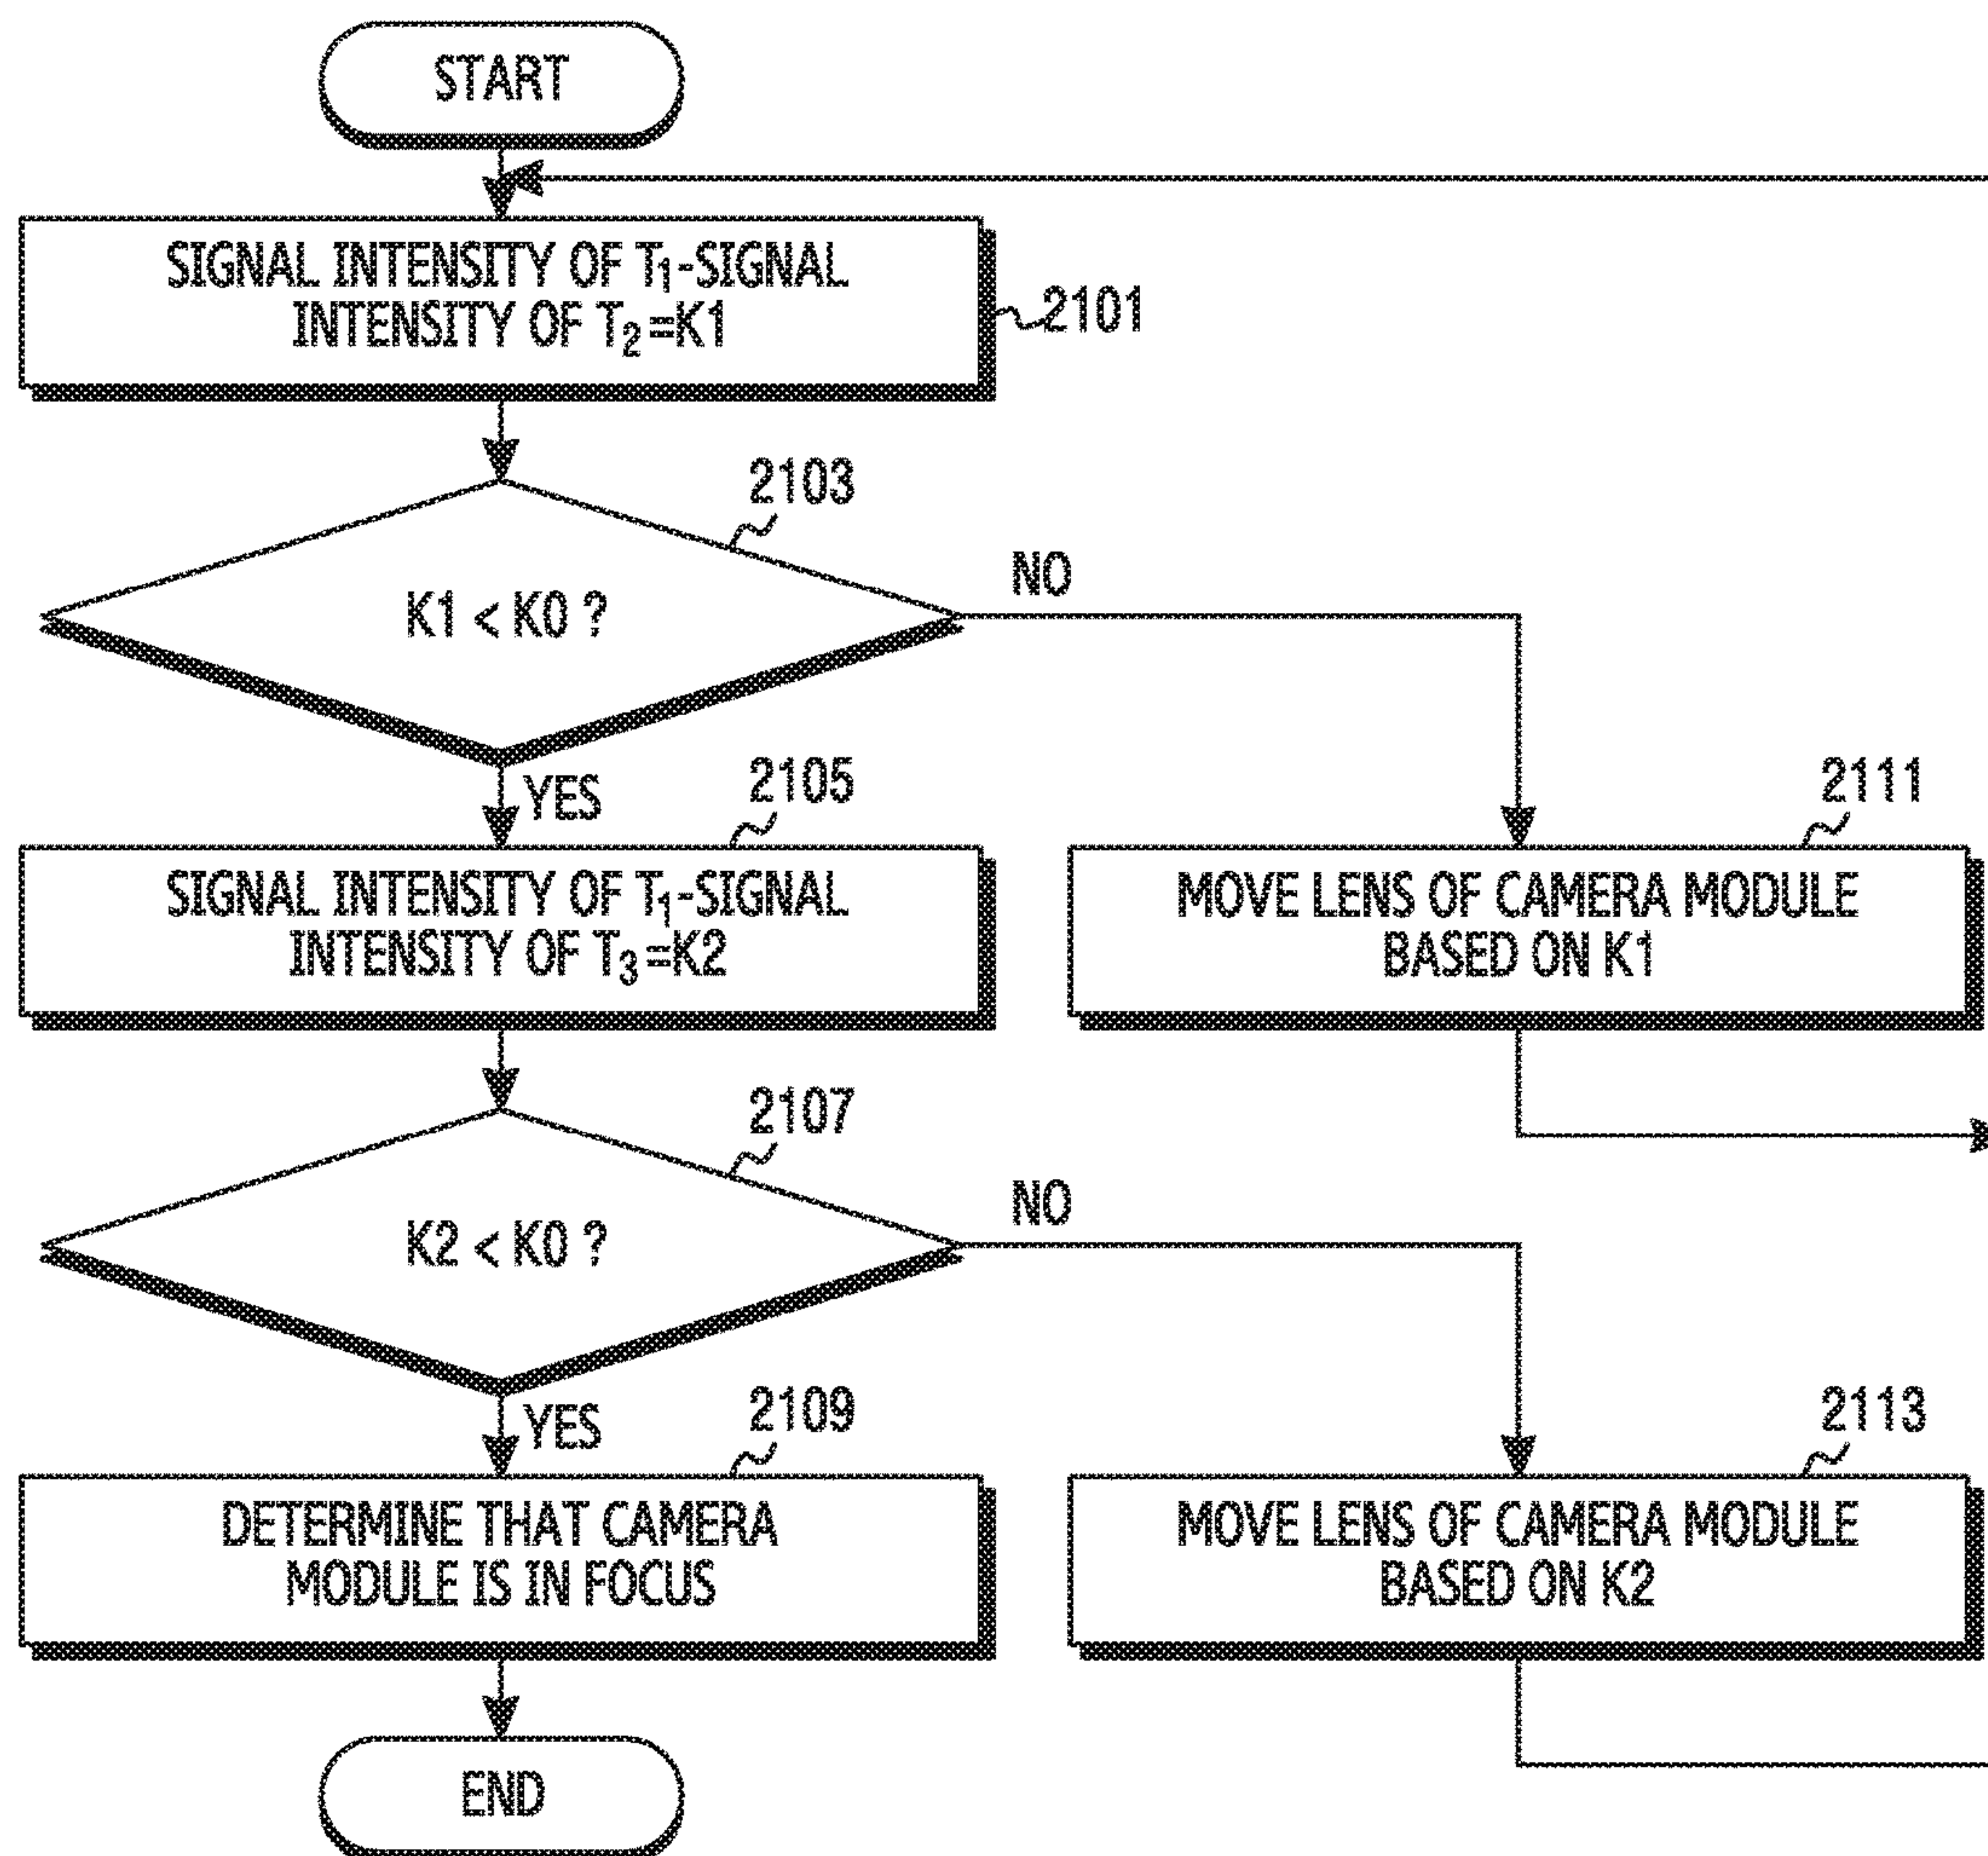 START
SIGNAL INTENSITY OF T₁-SIGNAL
INTENSITY OF T₂=K1
2101
2103
K1 < K0 ?
NO
YES
2105
2111
SIGNAL INTENSITY OF T₁-SIGNAL
INTENSITY OF T₃=K2
MOVE LENS OF CAMERA MODULE
BASED ON K1
2107
K2 < K0 ?
NO
YES
2109
2113
DETERMINE THAT CAMERA
MODULE IS IN FOCUS
MOVE LENS OF CAMERA MODULE
BASED ON K2
END